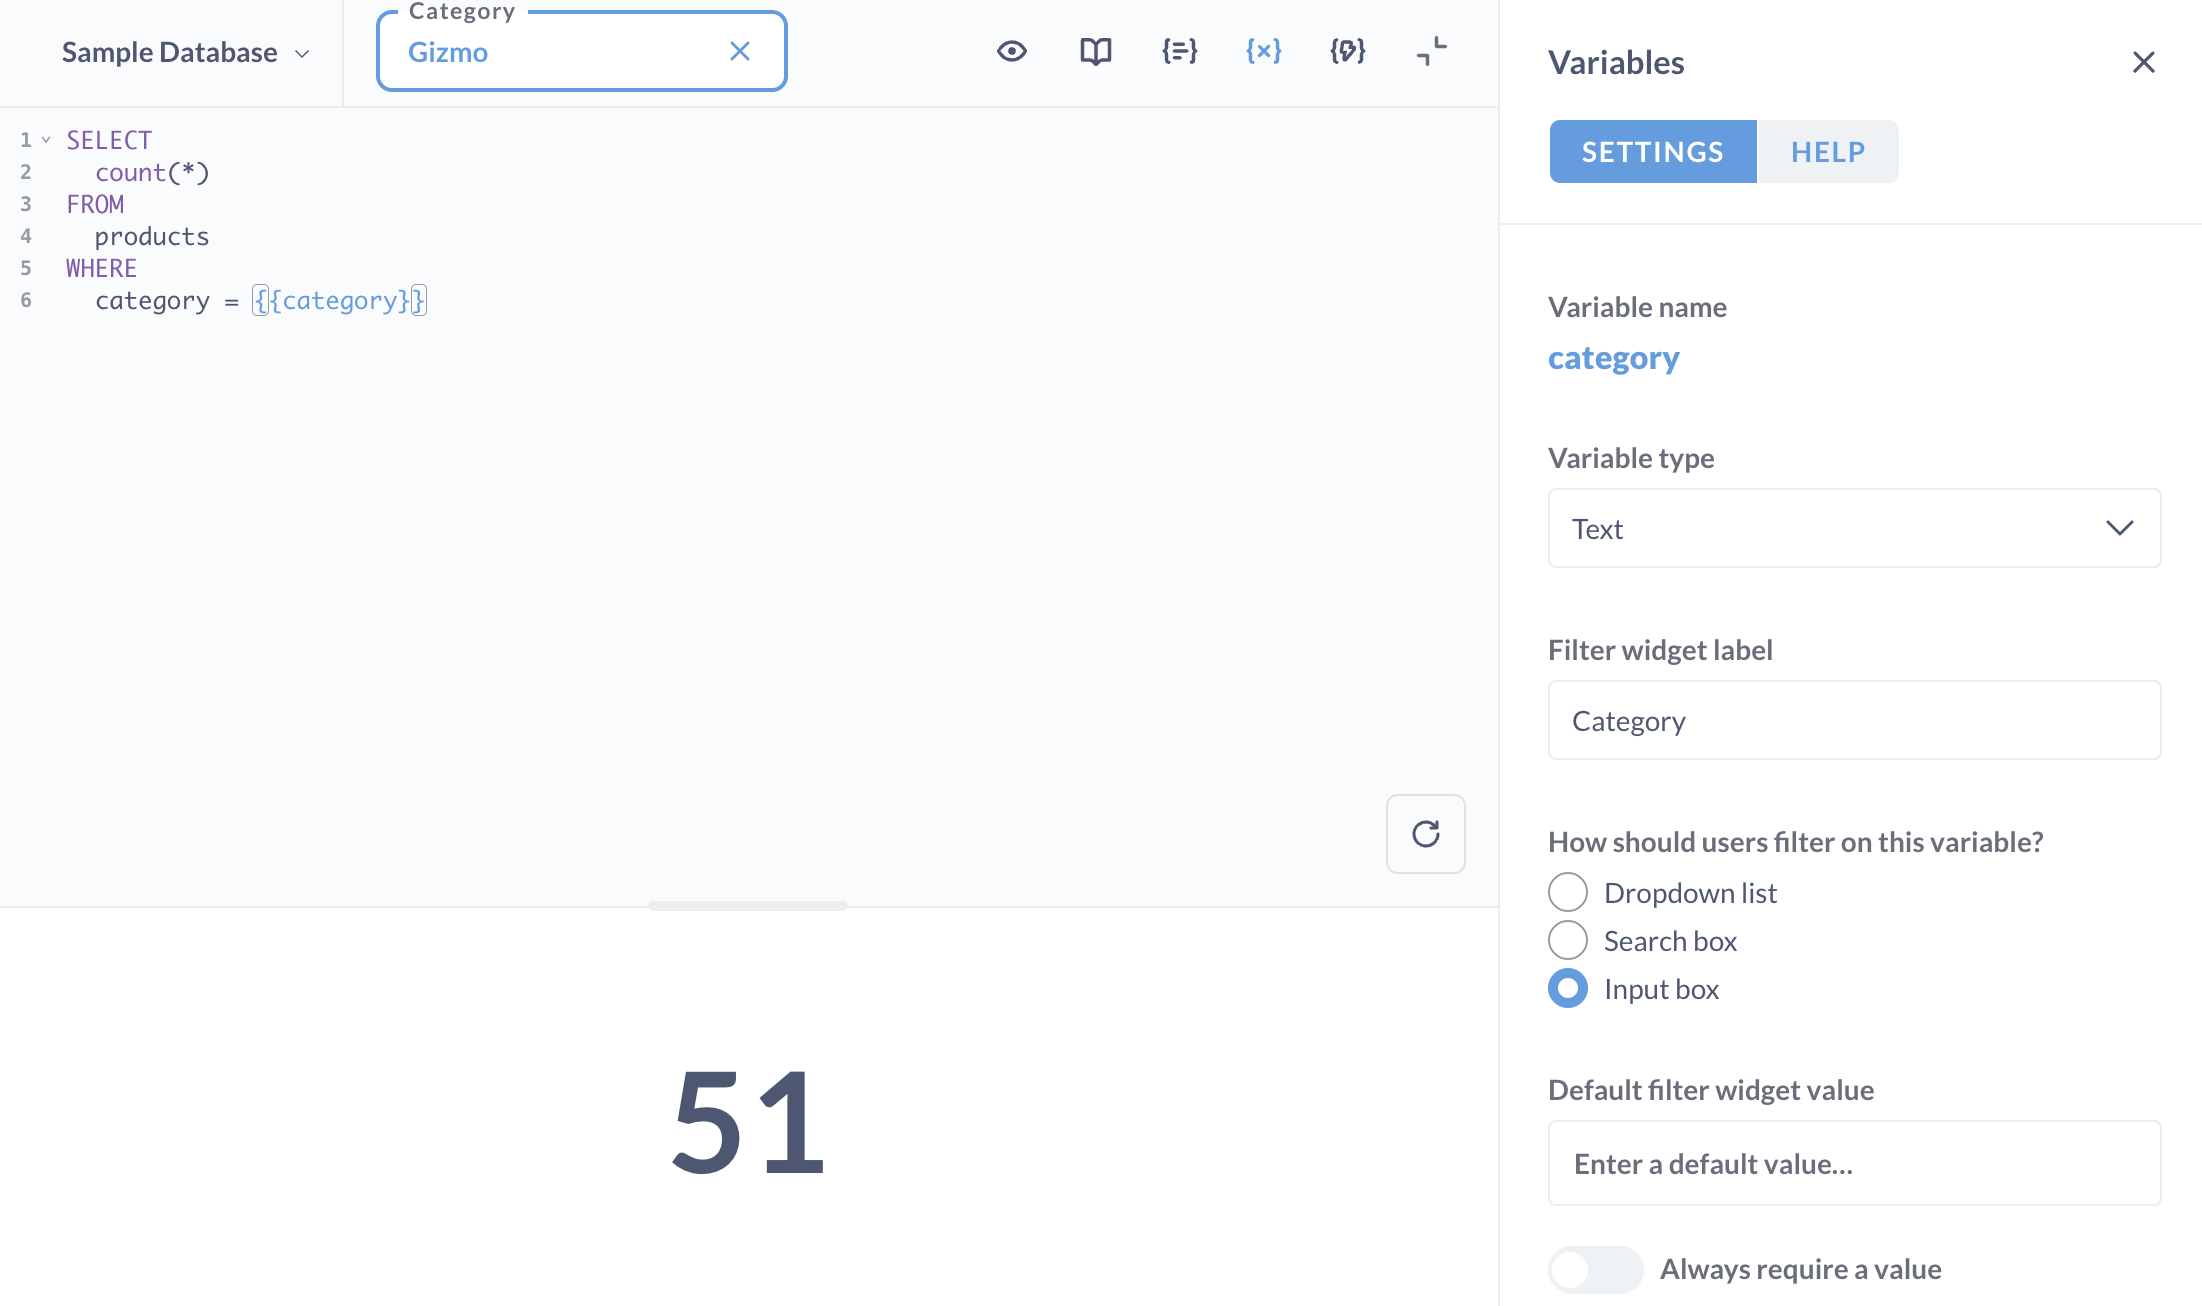 Sample Database
Category
Gizmo
1 SELECT
2 count(*)
3 FROM
4 products
5 WHERE
6 category = {{category}}
51
Variables
SETTINGS HELP
Variable name
category
Variable type
Text
Filter widget label
Category
How should users filter on this variable?
Dropdown list
Search box
Input box
Default filter widget value
Enter a default value...
Always require a value